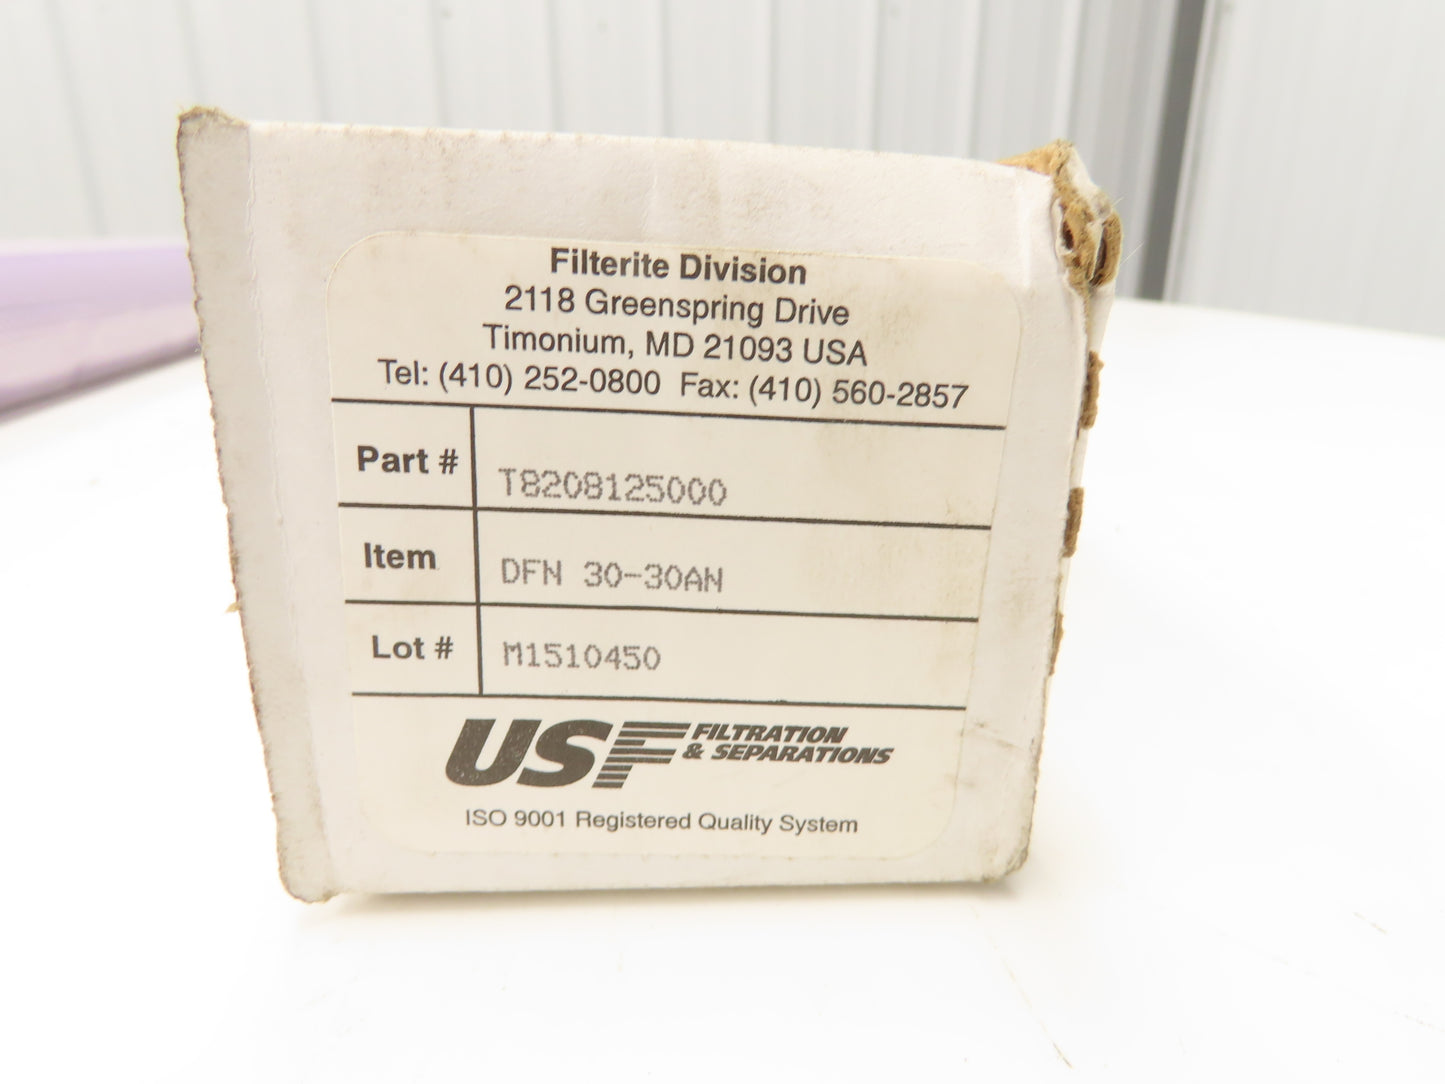 Filterite Division
2118 Greenspring Drive
Timonium, MD 21093 USA
Tel: (410) 252-0800 Fax: (410) 560-2857
Part # T8208125000
Item DFN 30-30AN
Lot # M1510450
USF FILTRATION
& SEPARATIONS
ISO 9001 Registered Quality System